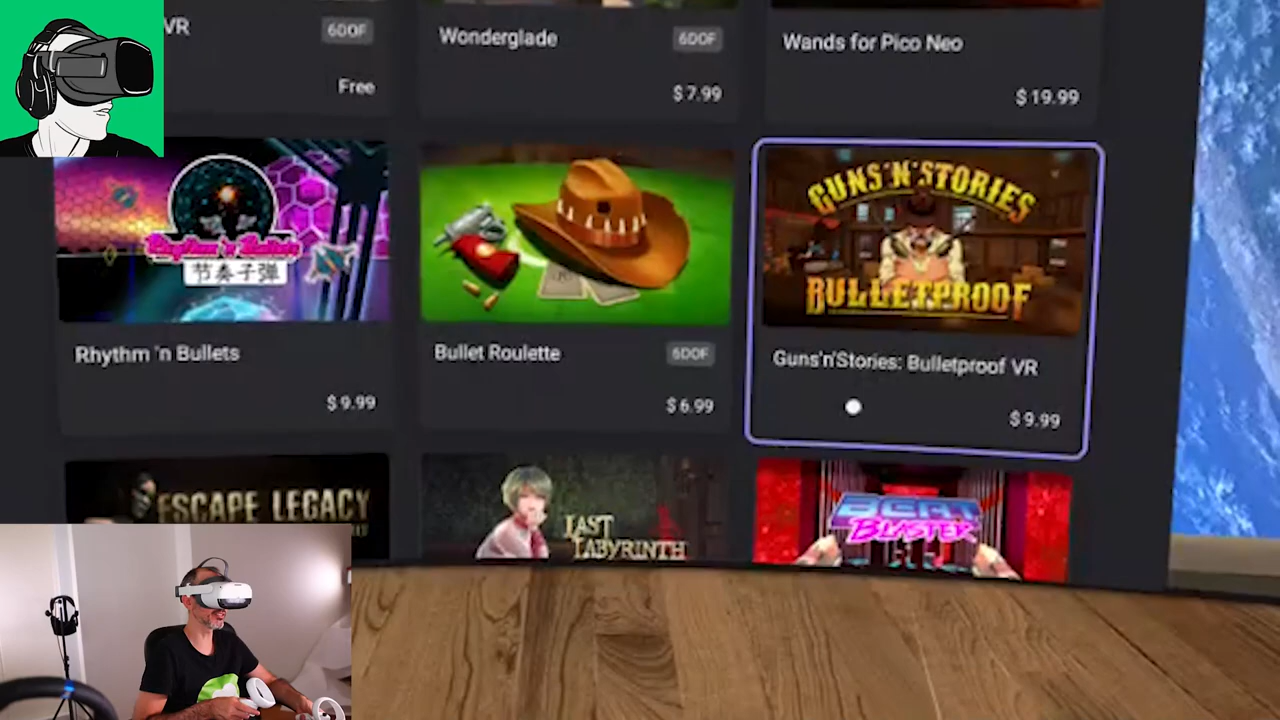 VR
6DOF
Free
Wonderglade
6DOF
$ 7.99
Wands for Pico Neo
$ 19.99
Rhythm 'n Bullets
节奏子弹
Rhythm 'n Bullets
$ 9.99
Bullet Roulette
6DOF
$ 6.99
GUNS'N'STORIES
BULLETPROOF
Guns'n'Stories: Bulletproof VR
$ 9.99
ESCAPE LEGACY
LAST
LABYRINTH
BEAT
BLASTER